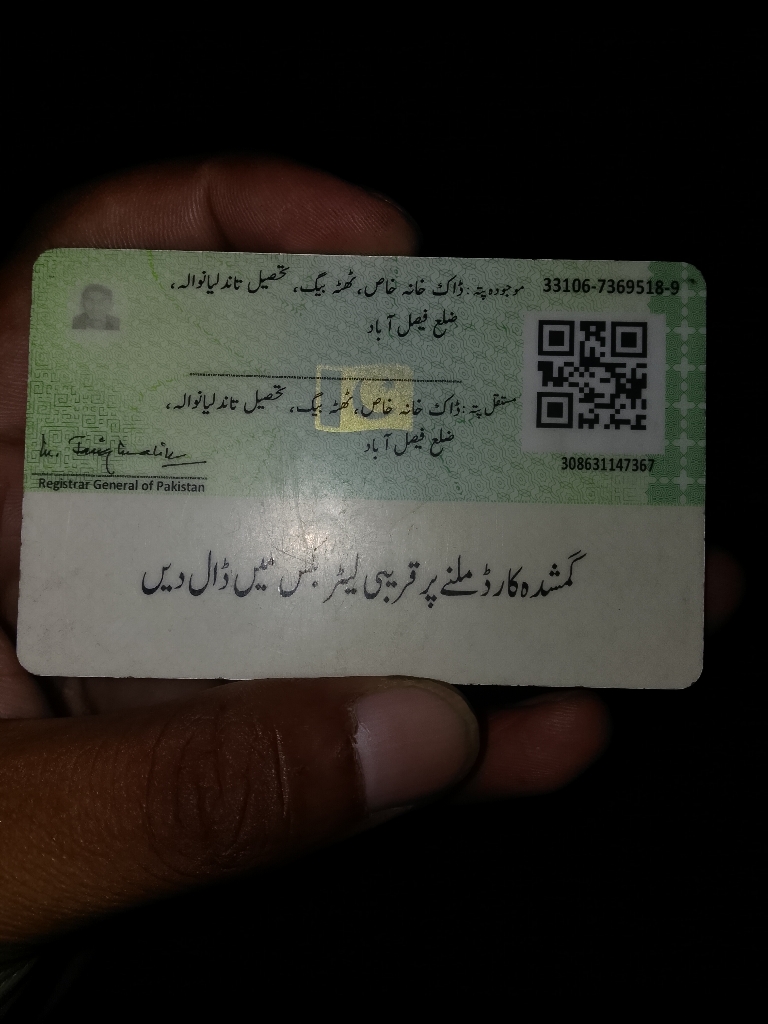 موجودہ پتہ : ڈاک خانہ خاص، ٹھٹہ بیگ، تحصیل تاندلیانوالہ،
ضلع فیصل آباد
33106-7369518-9
مستقل پتہ : ڈاک خانہ خاص، ٹھٹہ بیگ، تحصیل تاندلیانوالہ،
ضلع فیصل آباد
308631147367
Registrar General of Pakistan
گمشدہ کارڈ ملنے پر قریبی لیٹر بکس میں ڈال دیں